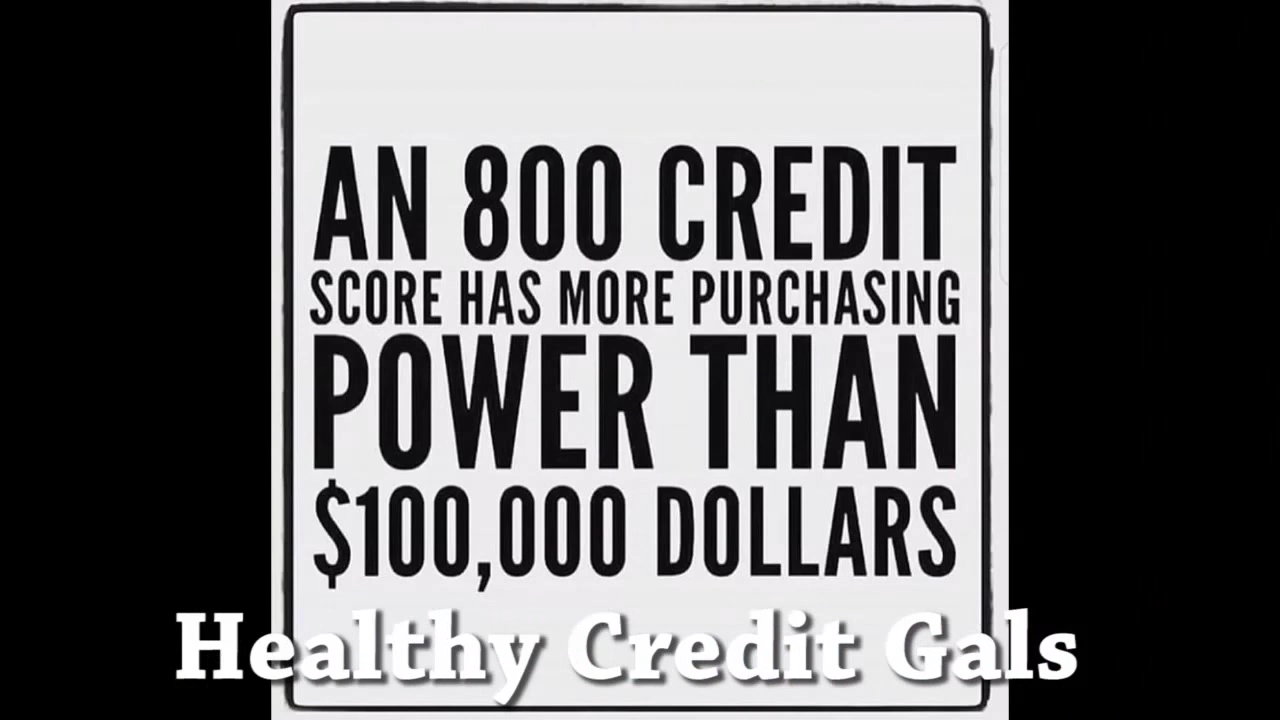 AN 800 CREDIT
SCORE HAS MORE PURCHASING
POWER THAN
$100,000 DOLLARS
Healthy Credit Gals